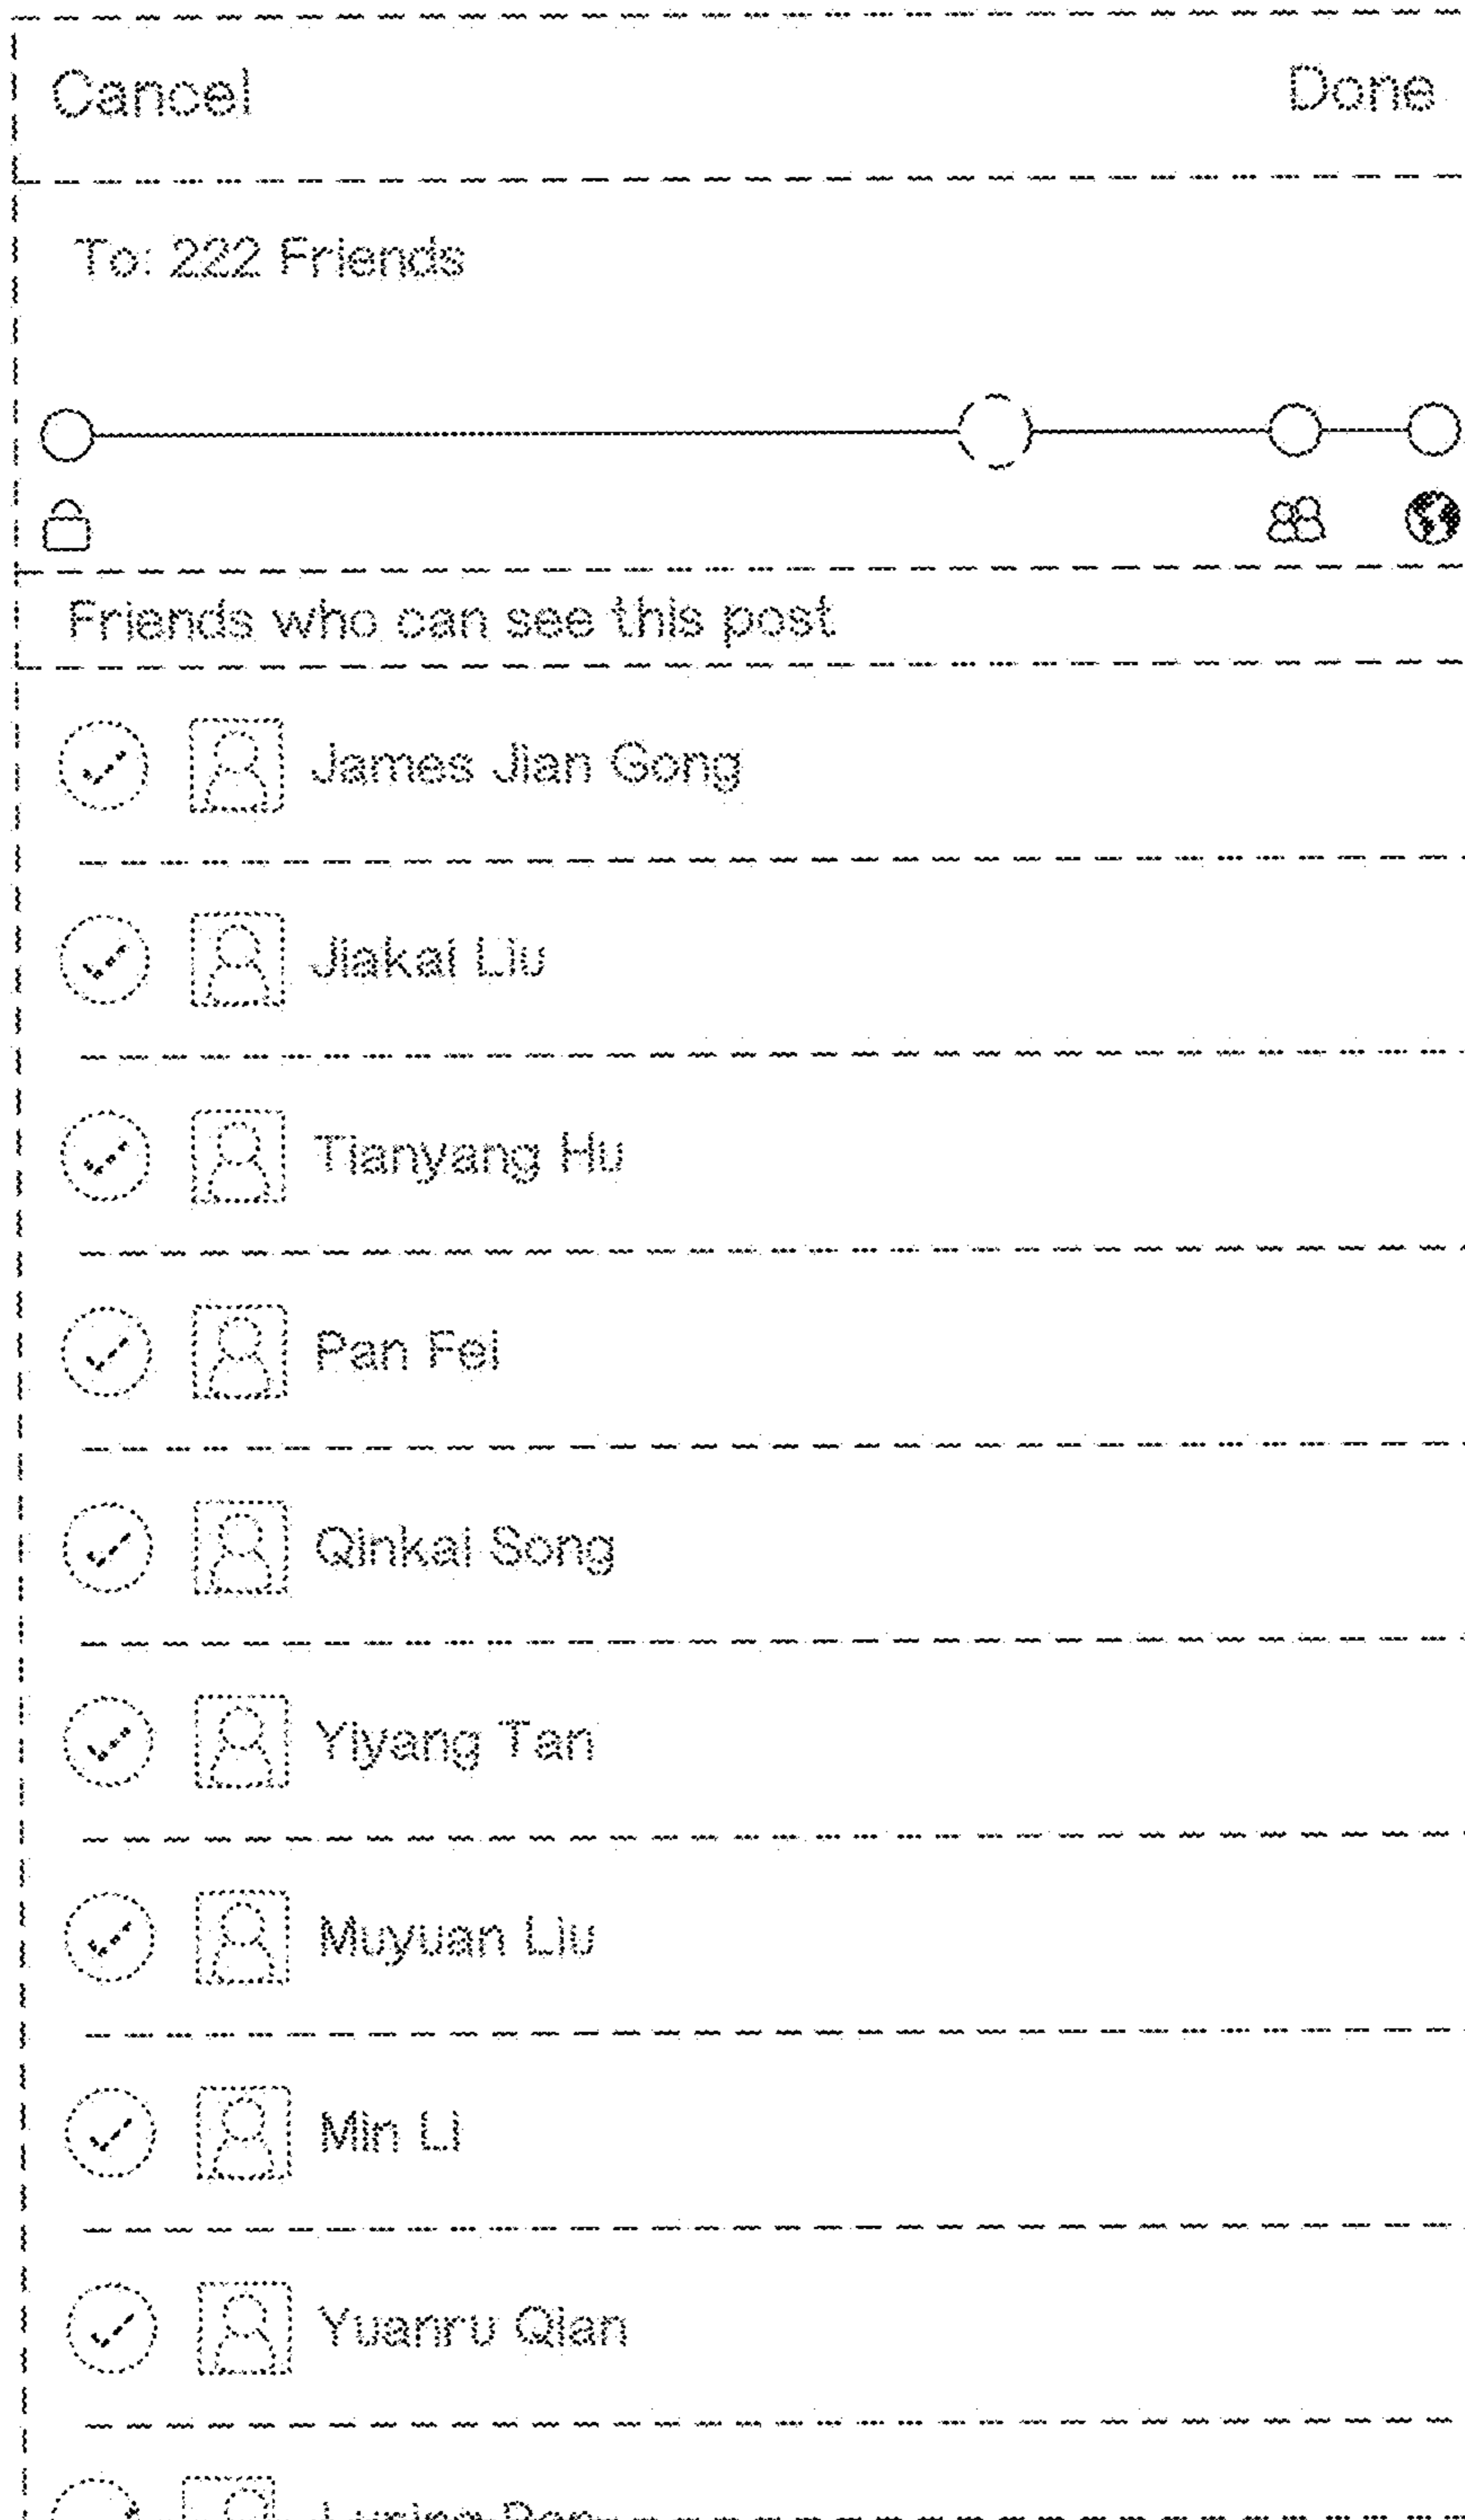 Cancel
Done
To: 222 Friends
Friends who can see this post
James Jian Gong
Jiakai Liu
Tianyang Hu
Pan Fei
Qinkai Song
Yiyang Tan
Muyuan Liu
Min Li
Yuanru Qian